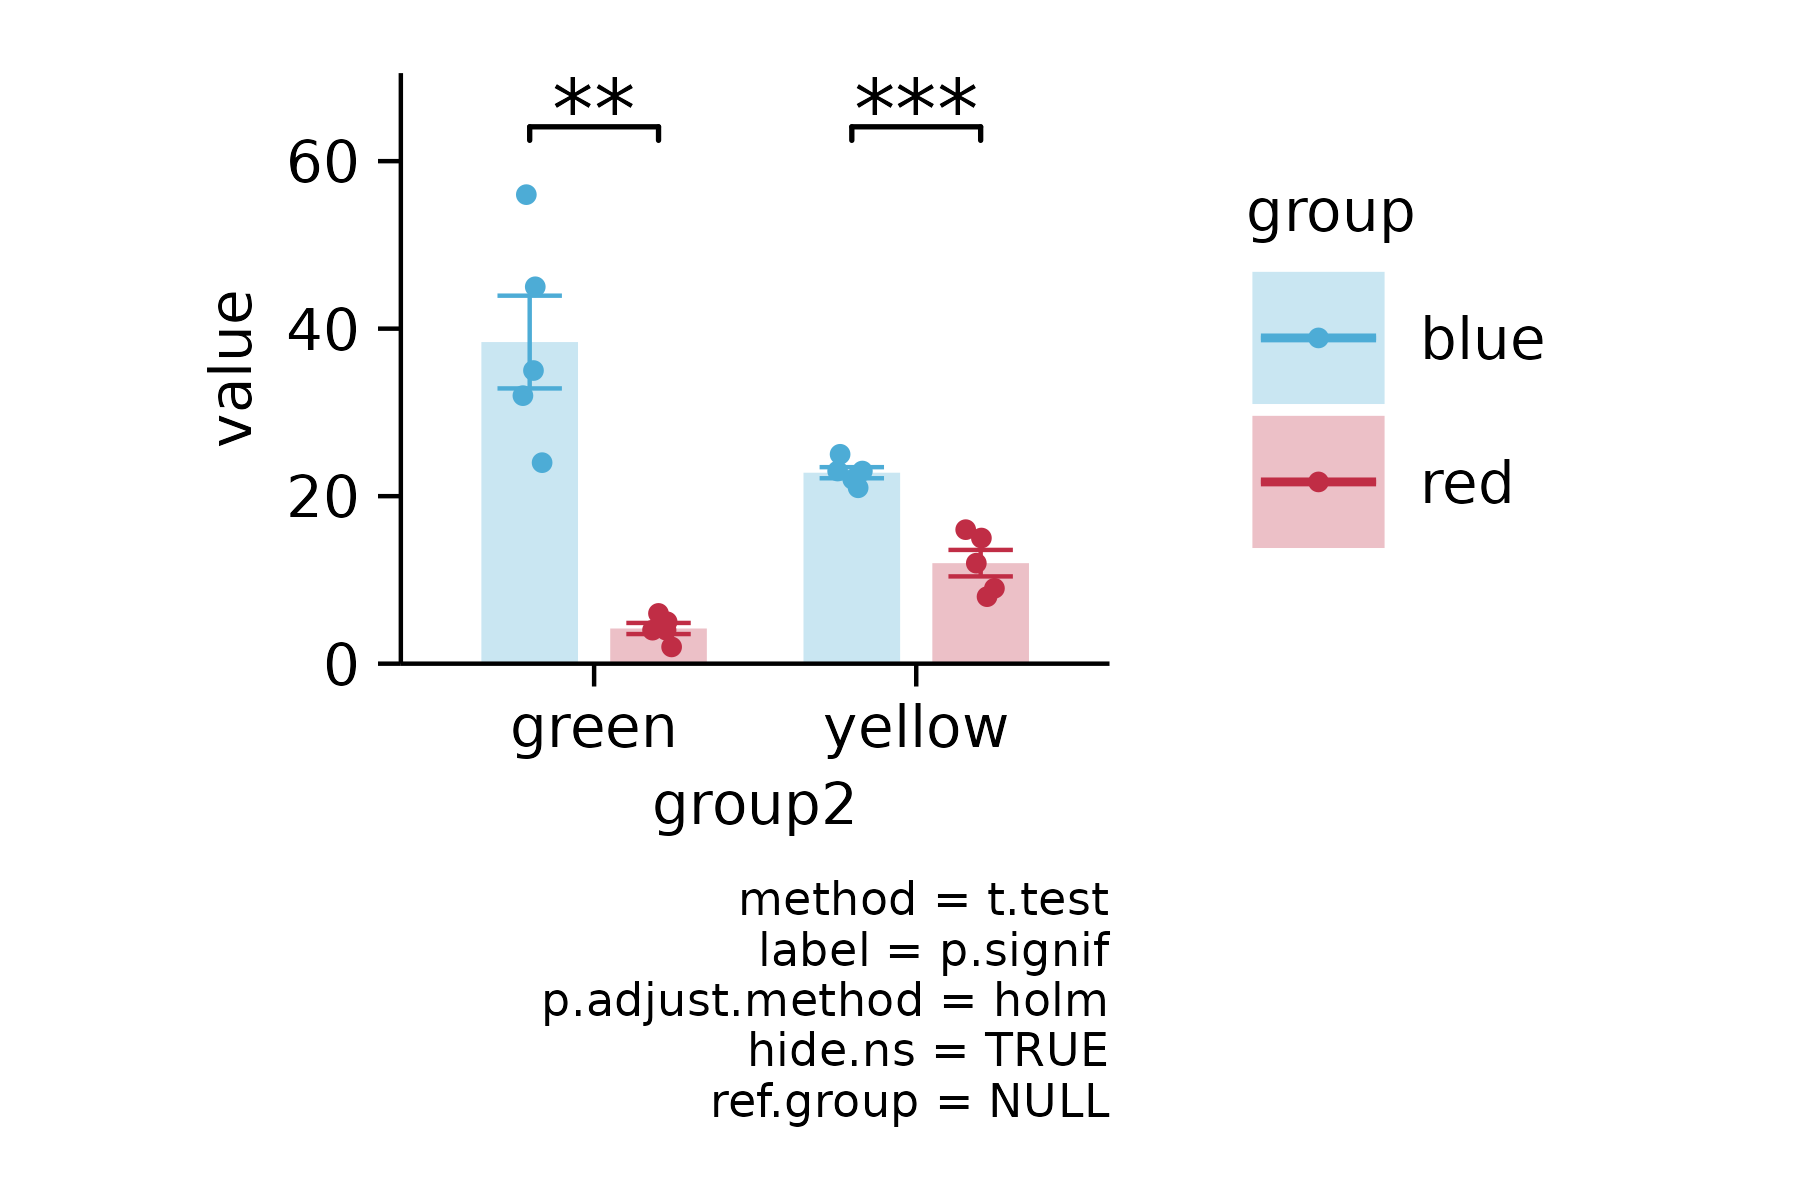 ** ***
60
40
20
0
value
green yellow
group2
group
blue
red
method = t.test
label = p.signif
p.adjust.method = holm
hide.ns = TRUE
ref.group = NULL